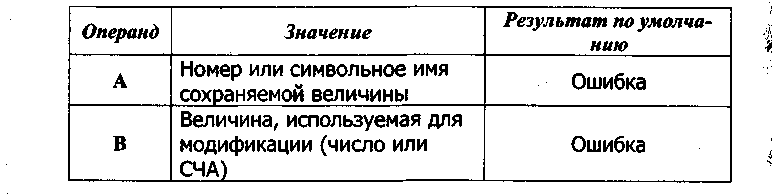 Операнд Значение Результат по умолча-
нию
A Номер или символьное имя
сохраняемой величины Ошибка
B Величина, используемая для
модификации (число или
СЧА) Ошибка